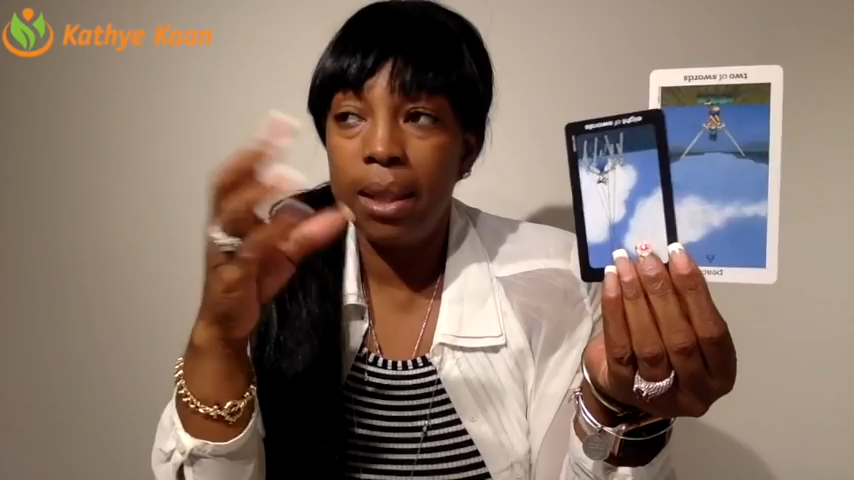 Kathye Koan
two of swords
eight of swords
peace